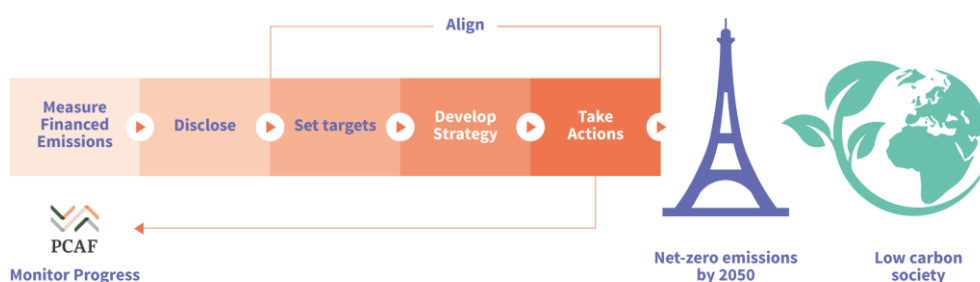 Align
Measure
Financed
Emissions
Disclose
Set targets
Develop
Strategy
Take
Actions
PCAF
Monitor Progress
Net-zero emissions
by 2050
Low carbon
society